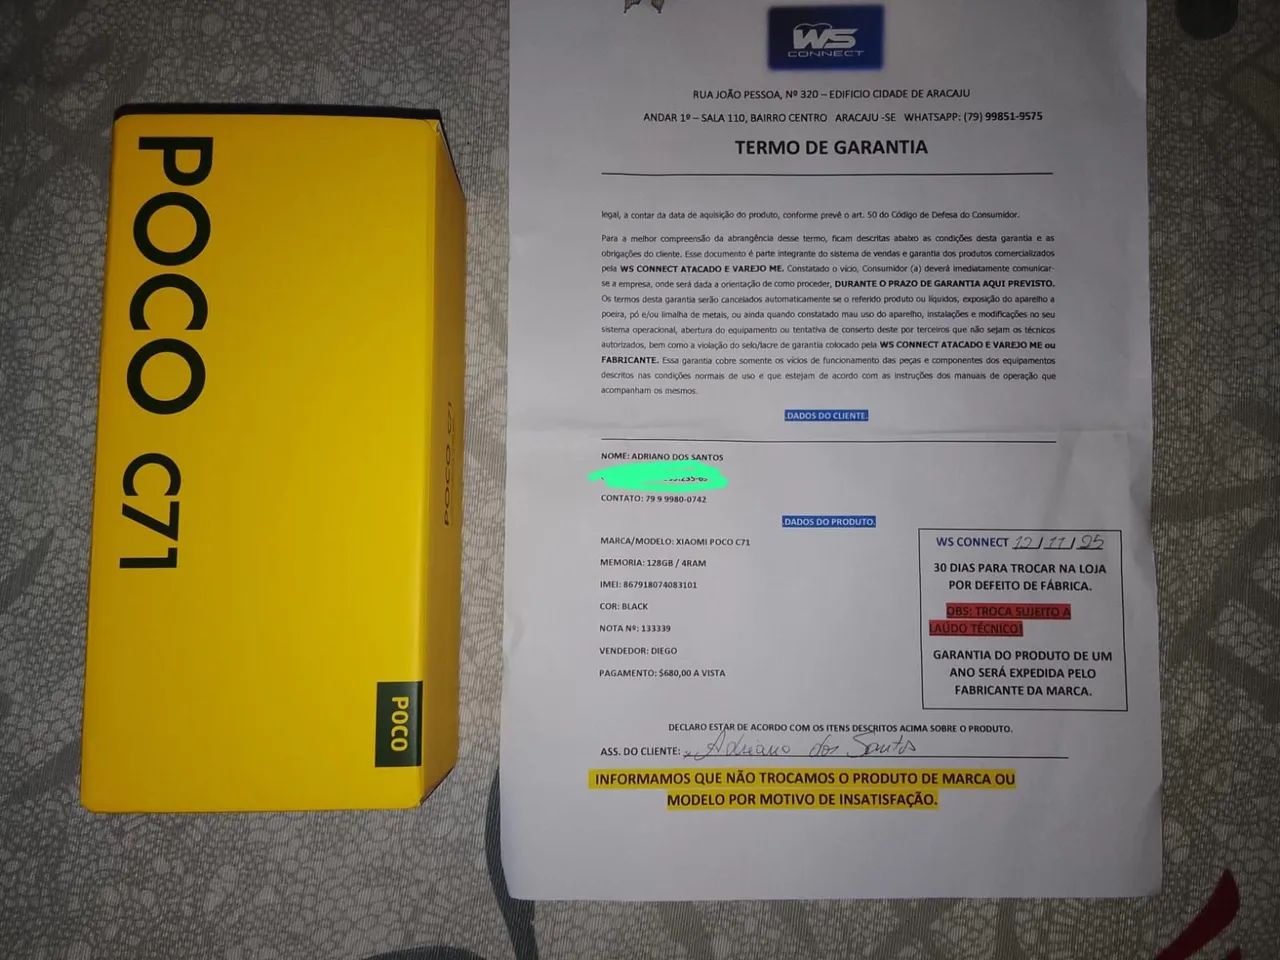 POCO C71
POCO C71
POCO
WS
CONNECT
RUA JOÃO PESSOA, Nº 320 – EDIFICIO CIDADE DE ARACAJU
ANDAR 1º – SALA 110, BAIRRO CENTRO ARACAJU -SE WHATSAPP: (79) 99851-9575
TERMO DE GARANTIA
legal, a contar da data de aquisição do produto, conforme prevê o art. 50 do Código de Defesa do Consumidor.
Para a melhor compreensão da abrangência desse termo, ficam descritas abaixo as condições desta garantia e as
obrigações do cliente. Esse documento é parte integrante do sistema de vendas e garantia dos produtos comercializados
pela WS CONNECT ATACADO E VAREJO ME. Constatado o vício, Consumidor (a) deverá imediatamente comunicar-
se a empresa, onde será dada a orientação de como proceder, DURANTE O PRAZO DE GARANTIA AQUI PREVISTO.
Os termos desta garantia serão cancelados automaticamente se o referido produto ou líquidos, exposição do aparelho a
poeira, pó e/ou limalha de metais, ou ainda quando constatado mau uso do aparelho, instalações e modificações no seu
sistema operacional, abertura do equipamento ou tentativa de conserto deste por terceiros que não sejam os técnicos
autorizados, bem como a violação do selo/lacre de garantia colocado pela WS CONNECT ATACADO E VAREJO ME ou
FABRICANTE. Essa garantia cobre somente os vícios de funcionamento das peças e componentes dos equipamentos
descritos nas condições normais de uso e que estejam de acordo com as instruções dos manuais de operação que
acompanham os mesmos.
.DADOS DO CLIENTE.
NOME: ADRIANO DOS SANTOS
CONTATO: 79 9 9980-0742
.DADOS DO PRODUTO.
MARCA/MODELO: XIAOMI POCO C71
MEMORIA: 128GB / 4RAM
IMEI: 867918074083101
COR: BLACK
NOTA Nº: 133339
VENDEDOR: DIEGO
PAGAMENTO: $680,00 A VISTA
WS CONNECT 12/11/25
30 DIAS PARA TROCAR NA LOJA
POR DEFEITO DE FÁBRICA.
OBS: TROCA SUJEITO A
LAÚDO TÉCNICO!
GARANTIA DO PRODUTO DE UM
ANO SERÁ EXPEDIDA PELO
FABRICANTE DA MARCA.
DECLARO ESTAR DE ACORDO COM OS ITENS DESCRITOS ACIMA SOBRE O PRODUTO.
ASS. DO CLIENTE: x Adriano dos Santos
INFORMAMOS QUE NÃO TROCAMOS O PRODUTO DE MARCA OU
MODELO POR MOTIVO DE INSATISFAÇÃO.